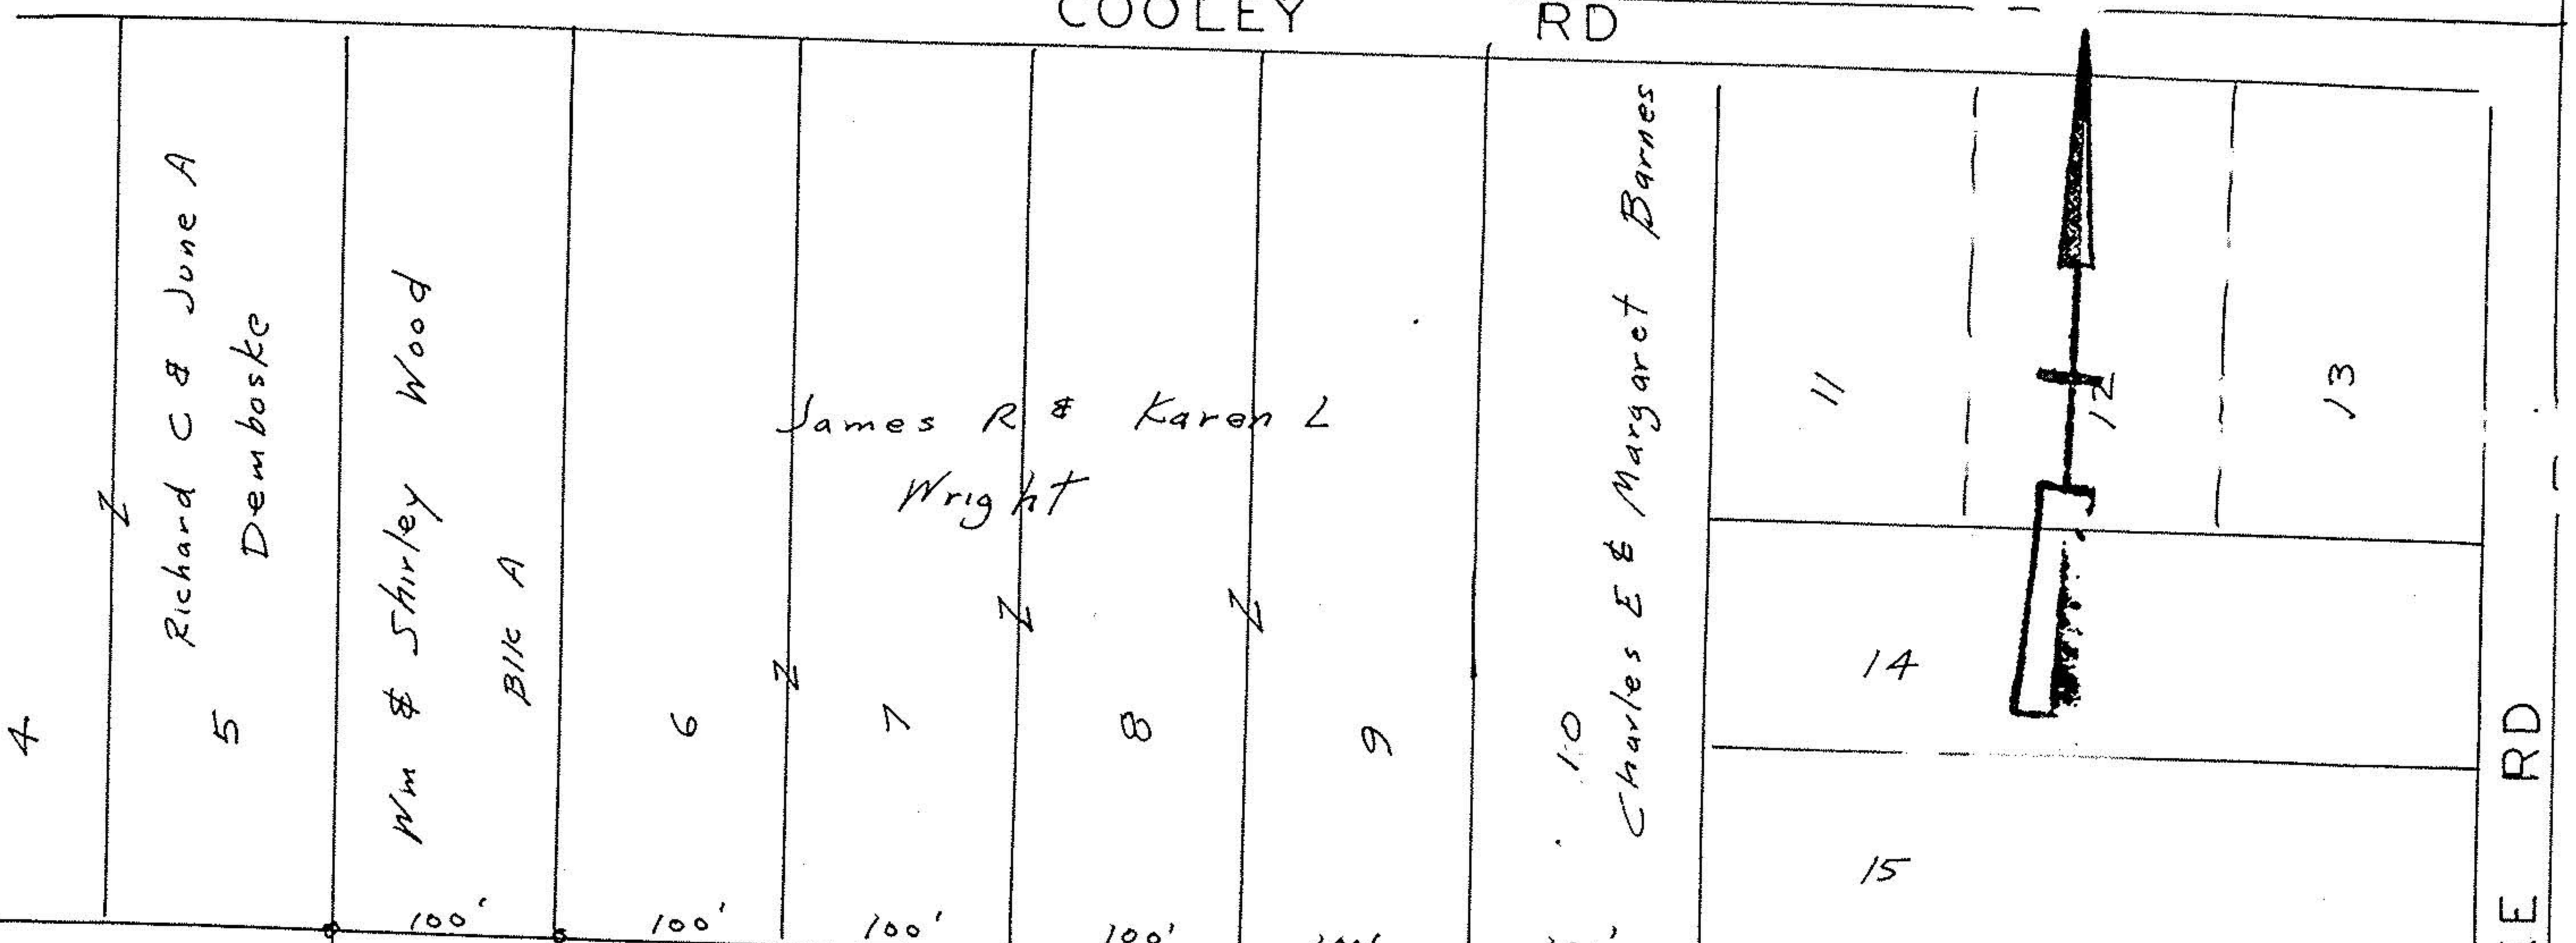 COOLEY RD
4
Richard C & June A
Demboske
5
Wm & Shirley Wood
Blk A
6
James R & Karen L
Wright
7
8
9
10
Charles E & Margaret Barnes
11
12
13
14
15
RD
100'
100'
100'
100'